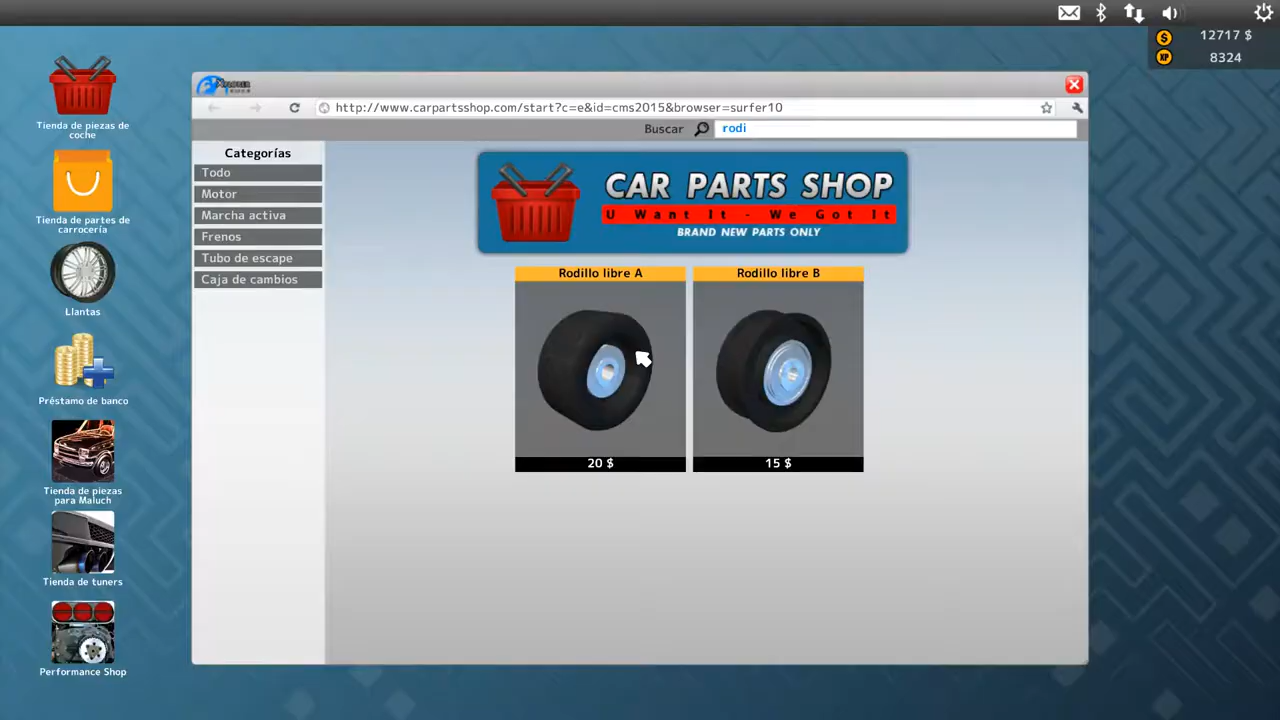 12717 $
8324
Tienda de piezas de
coche
Tienda de partes de
carrocería
Llantas
Préstamo de banco
Tienda de piezas
para Maluch
Tienda de tuners
Performance Shop
http://www.carpartsshop.com/start?c=e&id=cms2015&browser=surfer10
Buscar
rodi
Categorías
Todo
Motor
Marcha activa
Frenos
Tubo de escape
Caja de cambios
CAR PARTS SHOP
U Want It - We Got It
BRAND NEW PARTS ONLY
Rodillo libre A
20 $
Rodillo libre B
15 $